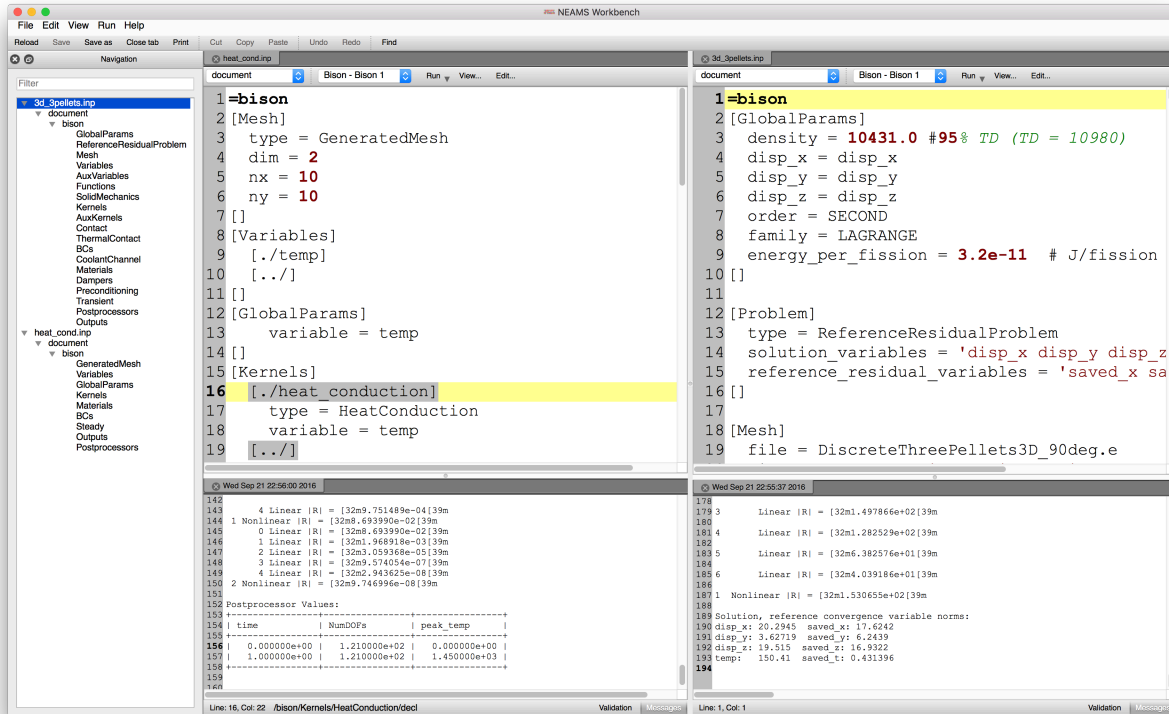 NEAMS Workbench
File Edit View Run Help
Reload Save Save as Close tab Print Cut Copy Paste Undo Redo Find
Navigation
Filter
3d_3pellets.inp
document
bison
GlobalParams
ReferenceResidualProblem
Mesh
Variables
AuxVariables
Functions
SolidMechanics
Kernels
AuxKernels
Contact
ThermalContact
BCs
CoolantChannel
Materials
Dampers
Preconditioning
Transient
Postprocessors
Outputs
heat_cond.inp
document
bison
GeneratedMesh
Variables
GlobalParams
Kernels
Materials
BCs
Steady
Outputs
Postprocessors
heat_cond.inp
document Bison - Bison 1 Run View... Edit...
1 =bison
2 [Mesh]
3 type = GeneratedMesh
4 dim = 2
5 nx = 10
6 ny = 10
7 []
8 [Variables]
9 [./temp]
10 [../]
11 []
12 [GlobalParams]
13 variable = temp
14 []
15 [Kernels]
16 [./heat_conduction]
17 type = HeatConduction
18 variable = temp
19 [../]
Wed Sep 21 22:56:00 2016
142
143 4 Linear |R| = [32m9.751489e-04[39m
144 1 Nonlinear |R| = [32m8.693990e-02[39m
145 0 Linear |R| = [32m8.693990e-02[39m
146 1 Linear |R| = [32m1.968918e-03[39m
147 2 Linear |R| = [32m3.059368e-05[39m
148 3 Linear |R| = [32m9.574054e-07[39m
149 4 Linear |R| = [32m2.943625e-08[39m
150 2 Nonlinear |R| = [32m9.746996e-08[39m
151
152 Postprocessor Values:
153 +----------------+----------------+----------------+
154 | time | NumDOFs | peak_temp |
155 +----------------+----------------+----------------+
156 | 0.000000e+00 | 1.210000e+02 | 0.000000e+00 |
157 | 1.000000e+00 | 1.210000e+02 | 1.450000e+03 |
158 +----------------+----------------+----------------+
159
160
Line: 16, Col: 22 /bison/Kernels/HeatConduction/decl Validation Messages
3d_3pellets.inp
document Bison - Bison 1 Run View... Edit...
1 =bison
2 [GlobalParams]
3 density = 10431.0 #95% TD (TD = 10980)
4 disp_x = disp_x
5 disp_y = disp_y
6 disp_z = disp_z
7 order = SECOND
8 family = LAGRANGE
9 energy_per_fission = 3.2e-11 # J/fission
10 []
11
12 [Problem]
13 type = ReferenceResidualProblem
14 solution_variables = 'disp_x disp_y disp_z
15 reference_residual_variables = 'saved_x sa
16 []
17
18 [Mesh]
19 file = DiscreteThreePellets3D_90deg.e
Wed Sep 21 22:55:37 2016
178
179 3 Linear |R| = [32m1.497866e+02[39m
180
181 4 Linear |R| = [32m1.282529e+02[39m
182
183 5 Linear |R| = [32m6.382576e+01[39m
184
185 6 Linear |R| = [32m4.039186e+01[39m
186
187 1 Nonlinear |R| = [32m1.530655e+02[39m
188
189 Solution, reference convergence variable norms:
190 disp_x: 20.2945 saved_x: 17.6242
191 disp_y: 3.62719 saved_y: 6.2439
192 disp_z: 19.515 saved_z: 16.9322
193 temp: 150.41 saved_t: 0.431396
194
Line: 1, Col: 1 Validation Messages